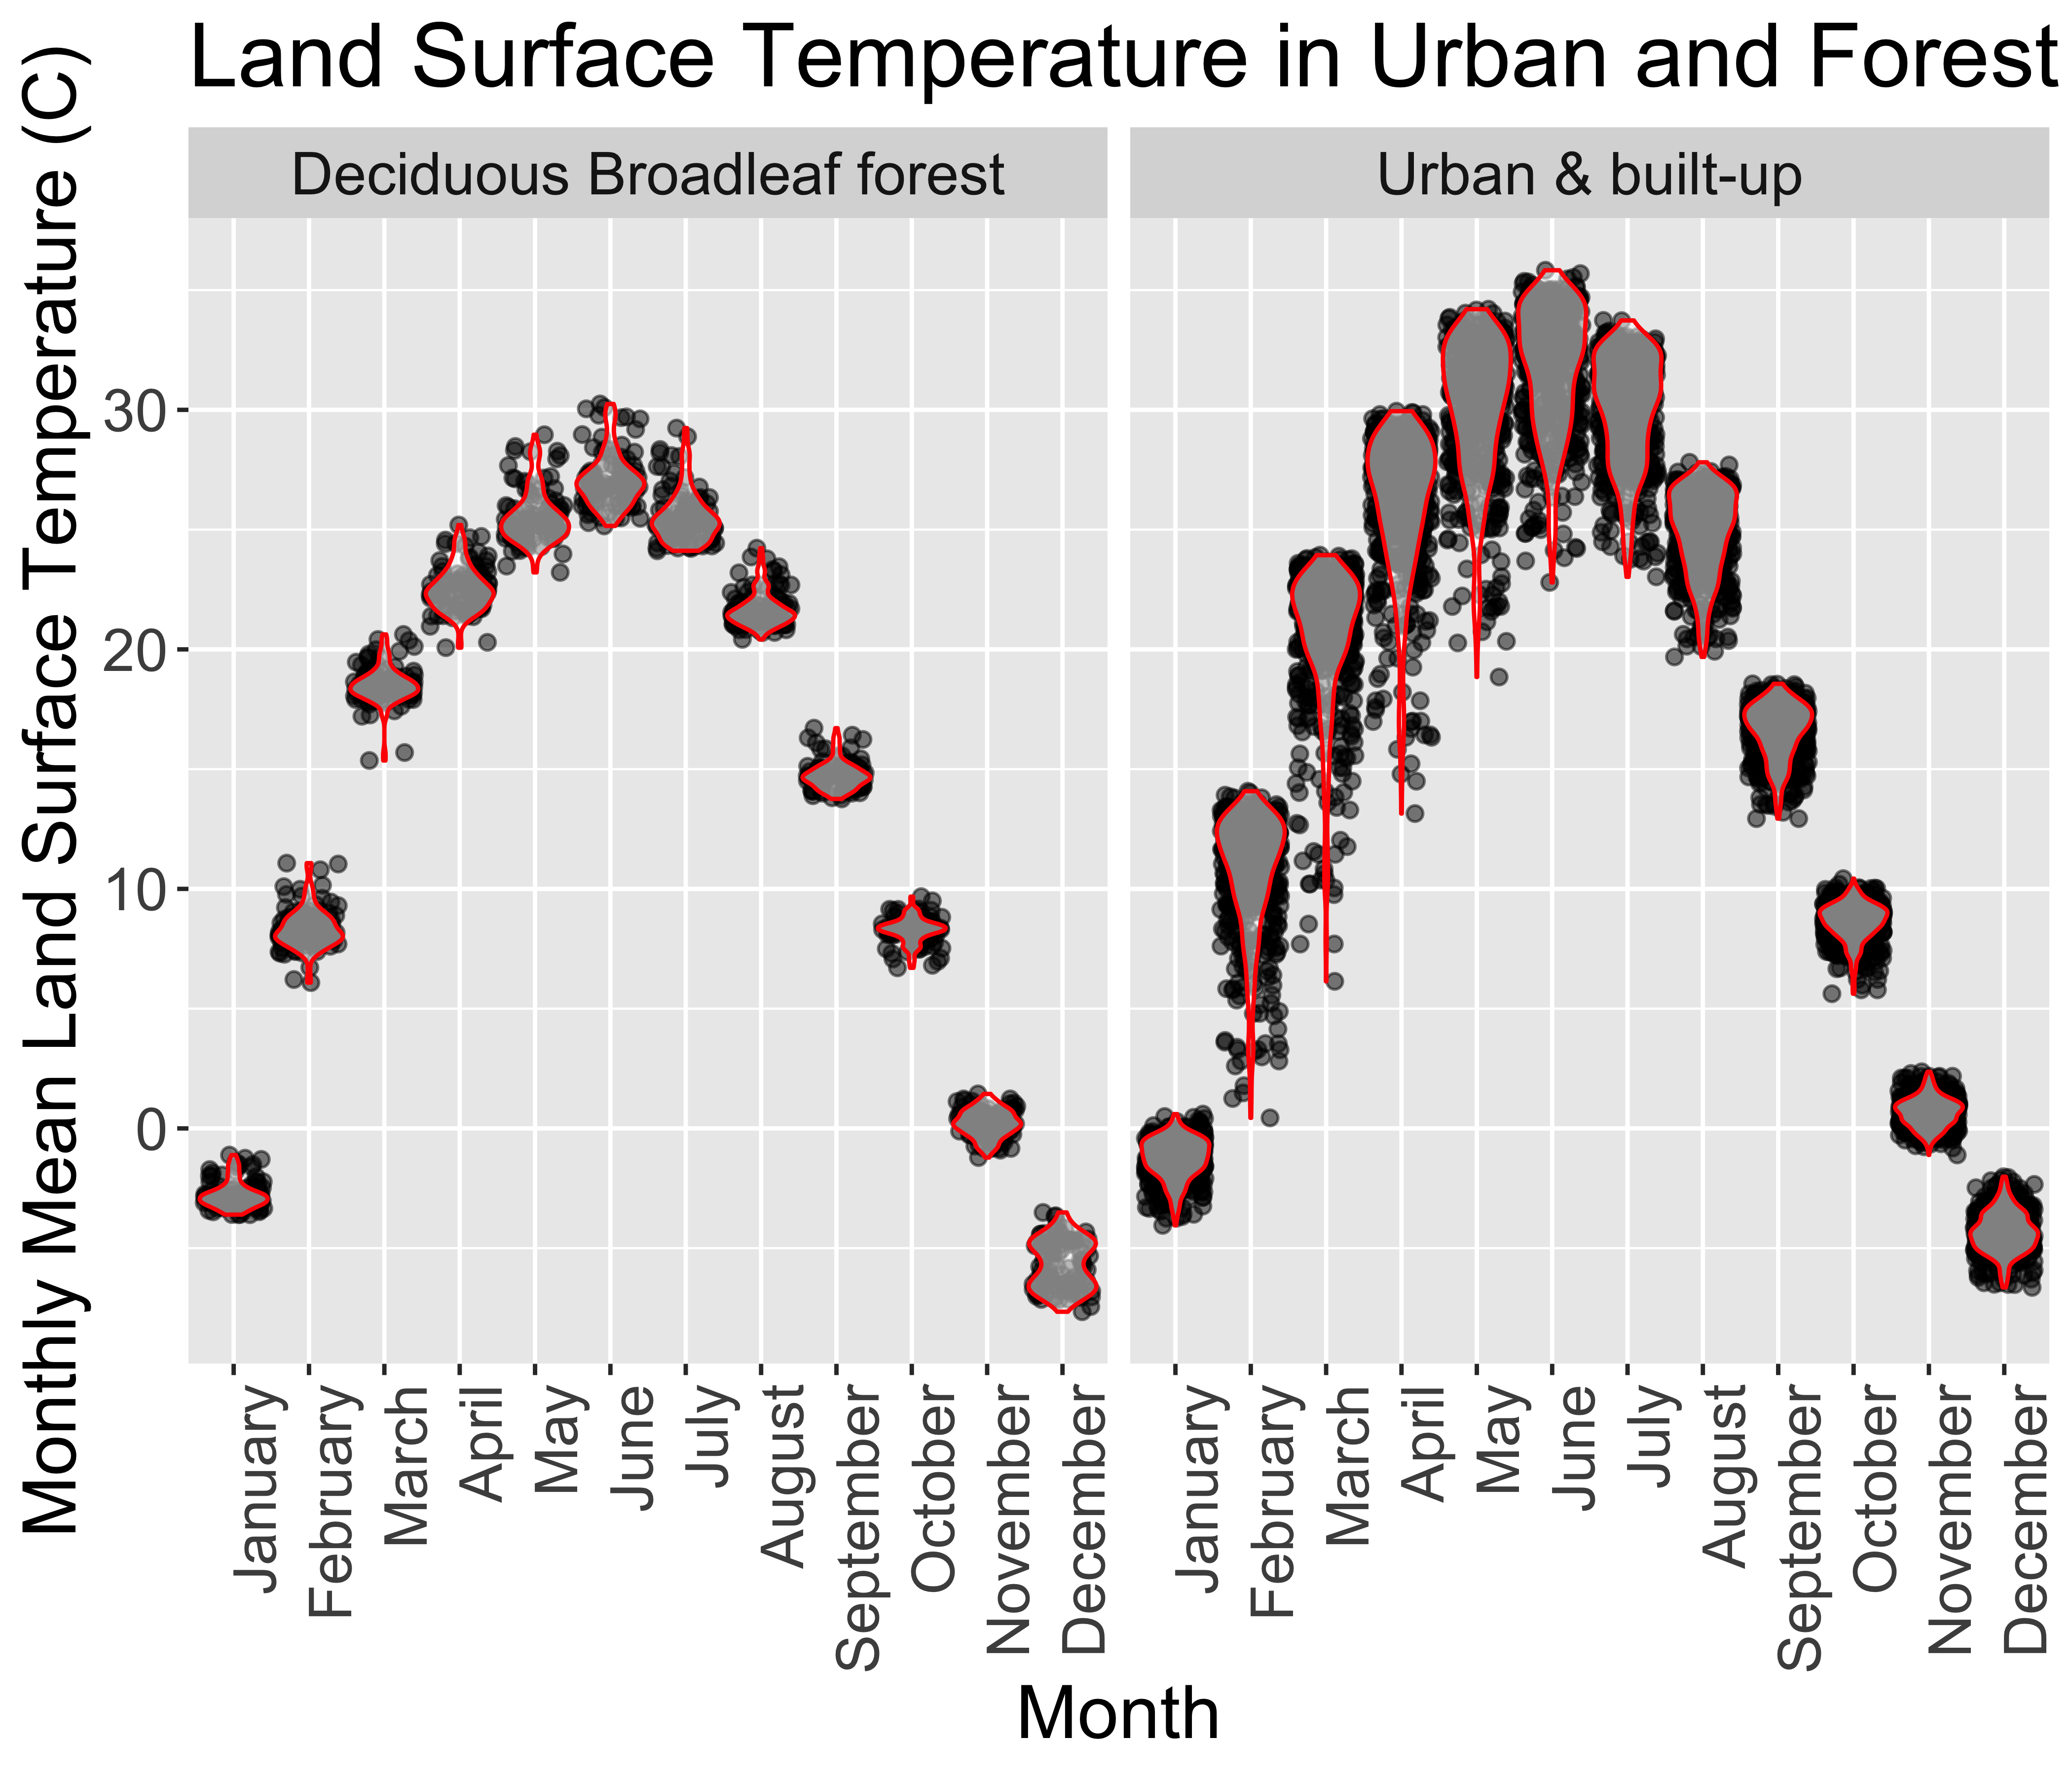 Land Surface Temperature in Urban and Forest
Monthly Mean Land Surface Temperature (C)
Deciduous Broadleaf forest
Urban & built-up
30
20
10
0
January
February
March
April
May
June
July
August
September
October
November
December
January
February
March
April
May
June
July
August
September
October
November
December
Month